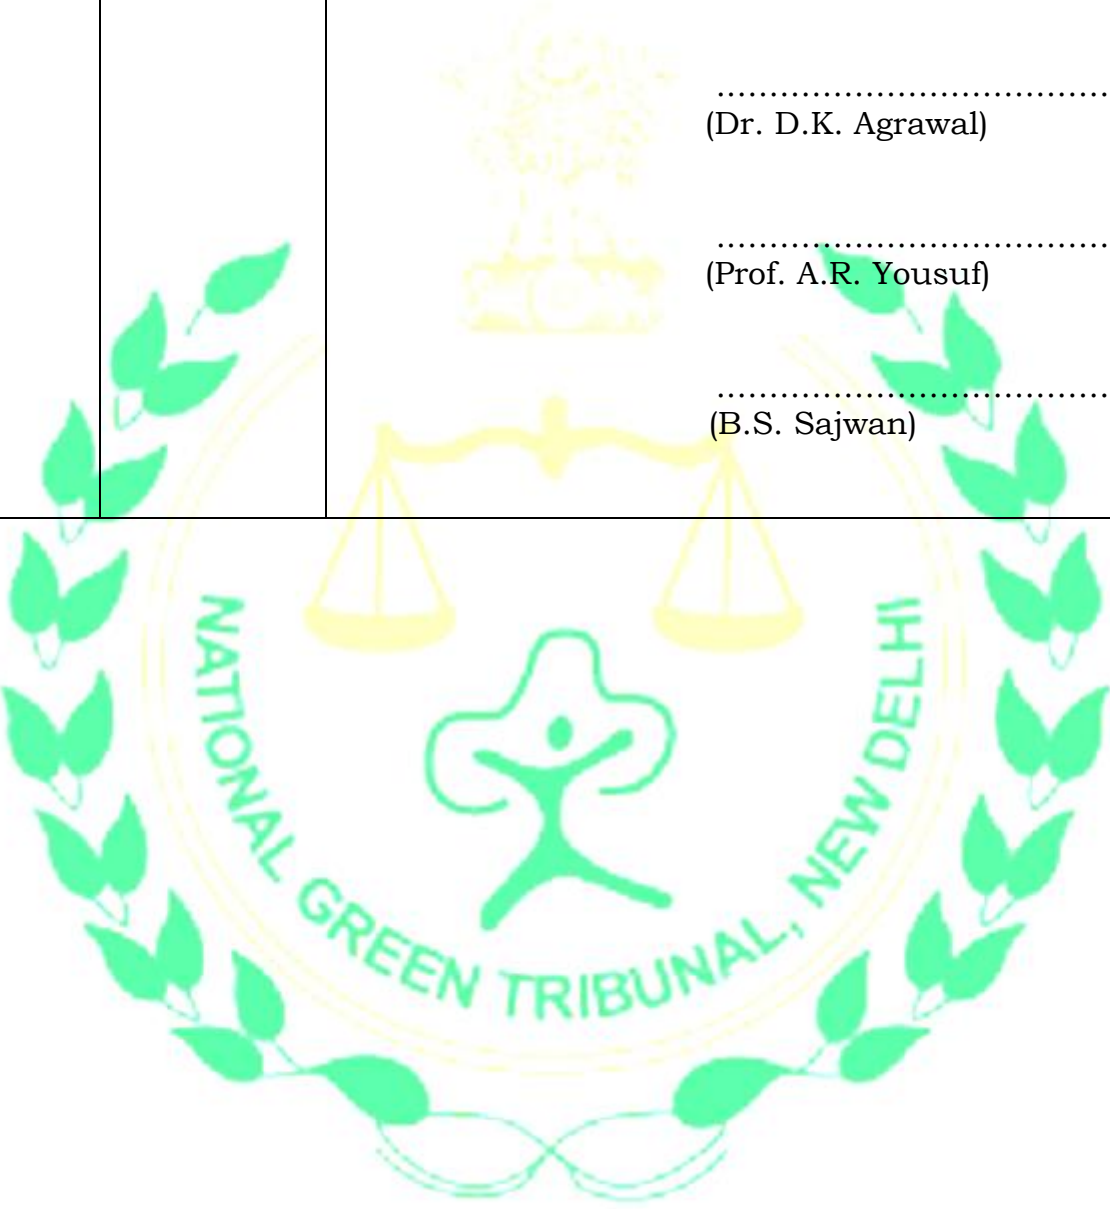 .....................................
(Dr. D.K. Agrawal)
.....................................
(Prof. A.R. Yousuf)
.....................................
(B.S. Sajwan)
NATIONAL GREEN TRIBUNAL, NEW DELHI